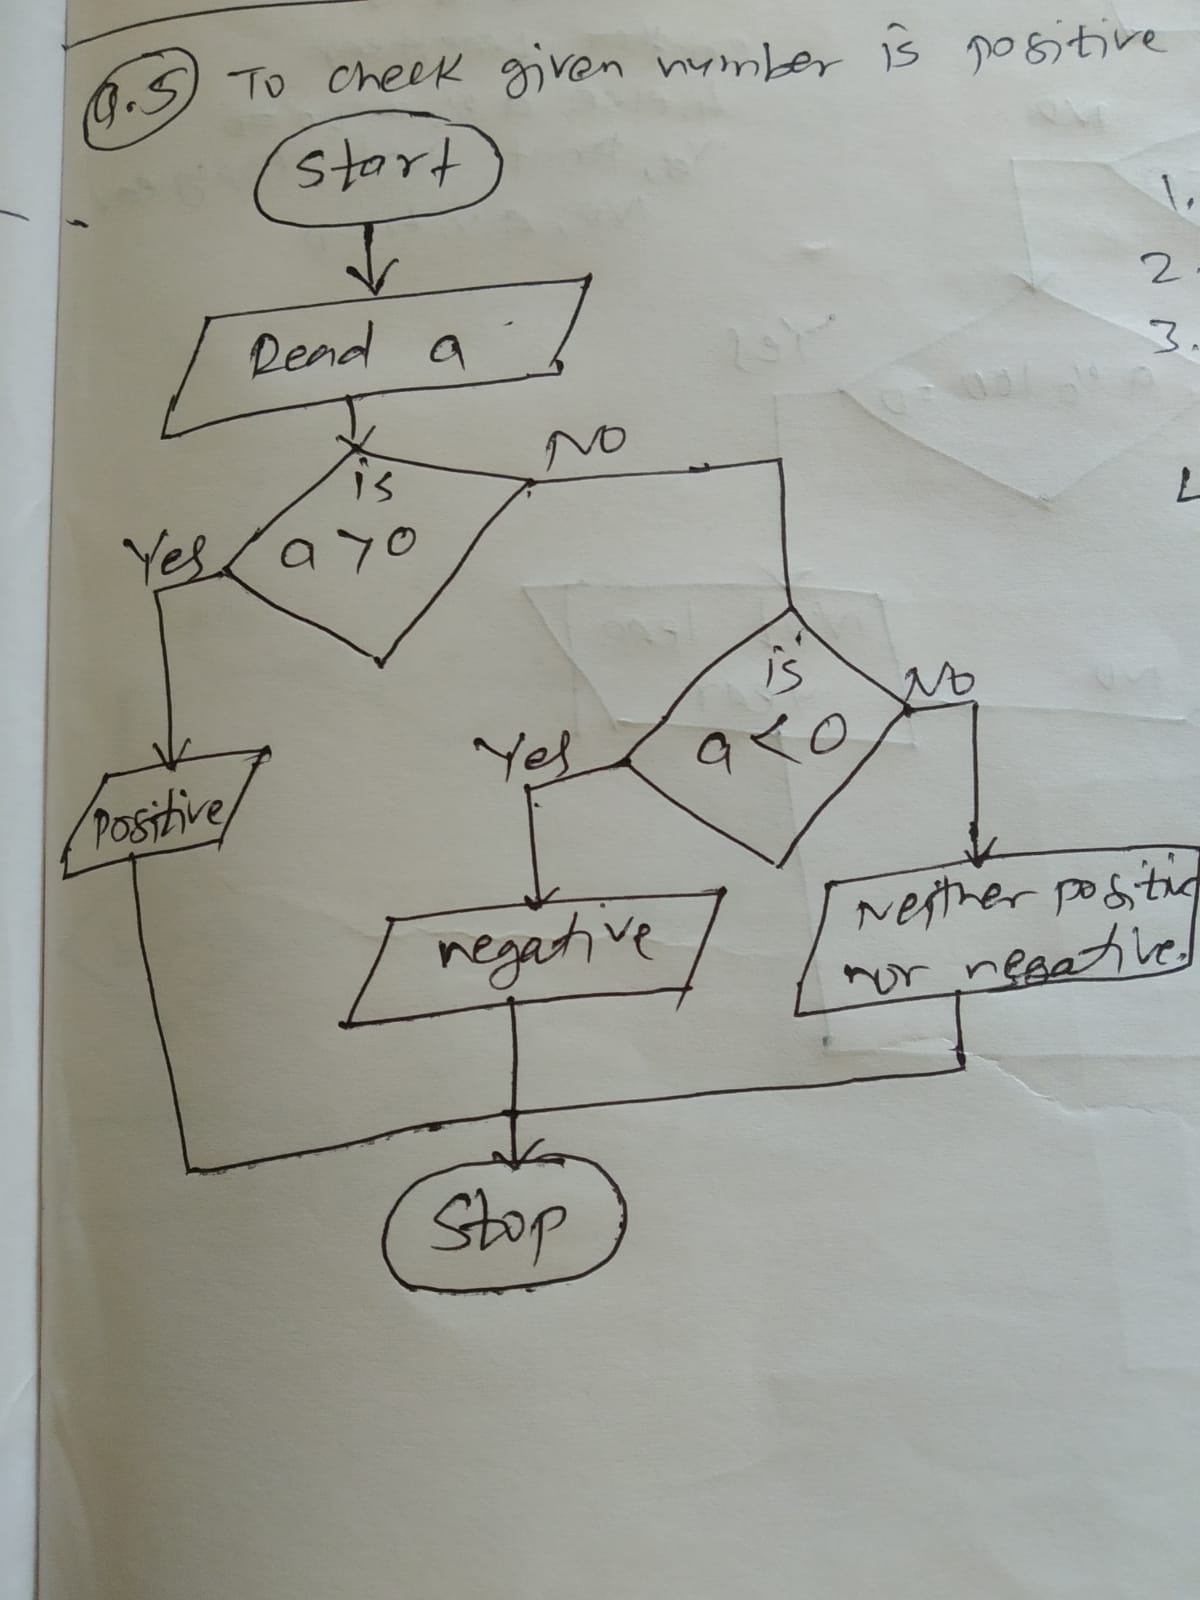 Q.5 To check given number is positive
Start
1.
2.
3.
Read a
NO
is
a > 0
Yes
is
a < 0
NO
Yes
positive
Neither positiv
nor negative.
negative
Stop